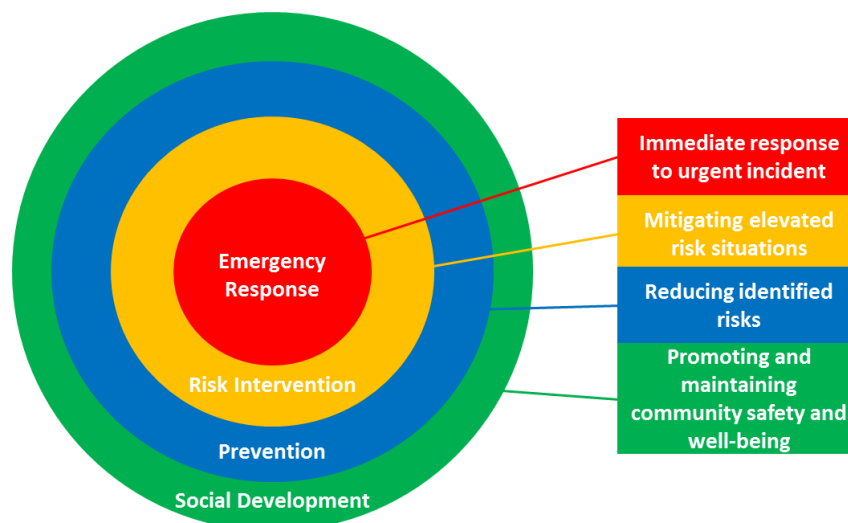 Emergency
Response
Risk Intervention
Prevention
Social Development
Immediate response
to urgent incident
Mitigating elevated
risk situations
Reducing identified
risks
Promoting and
maintaining
community safety and
well-being